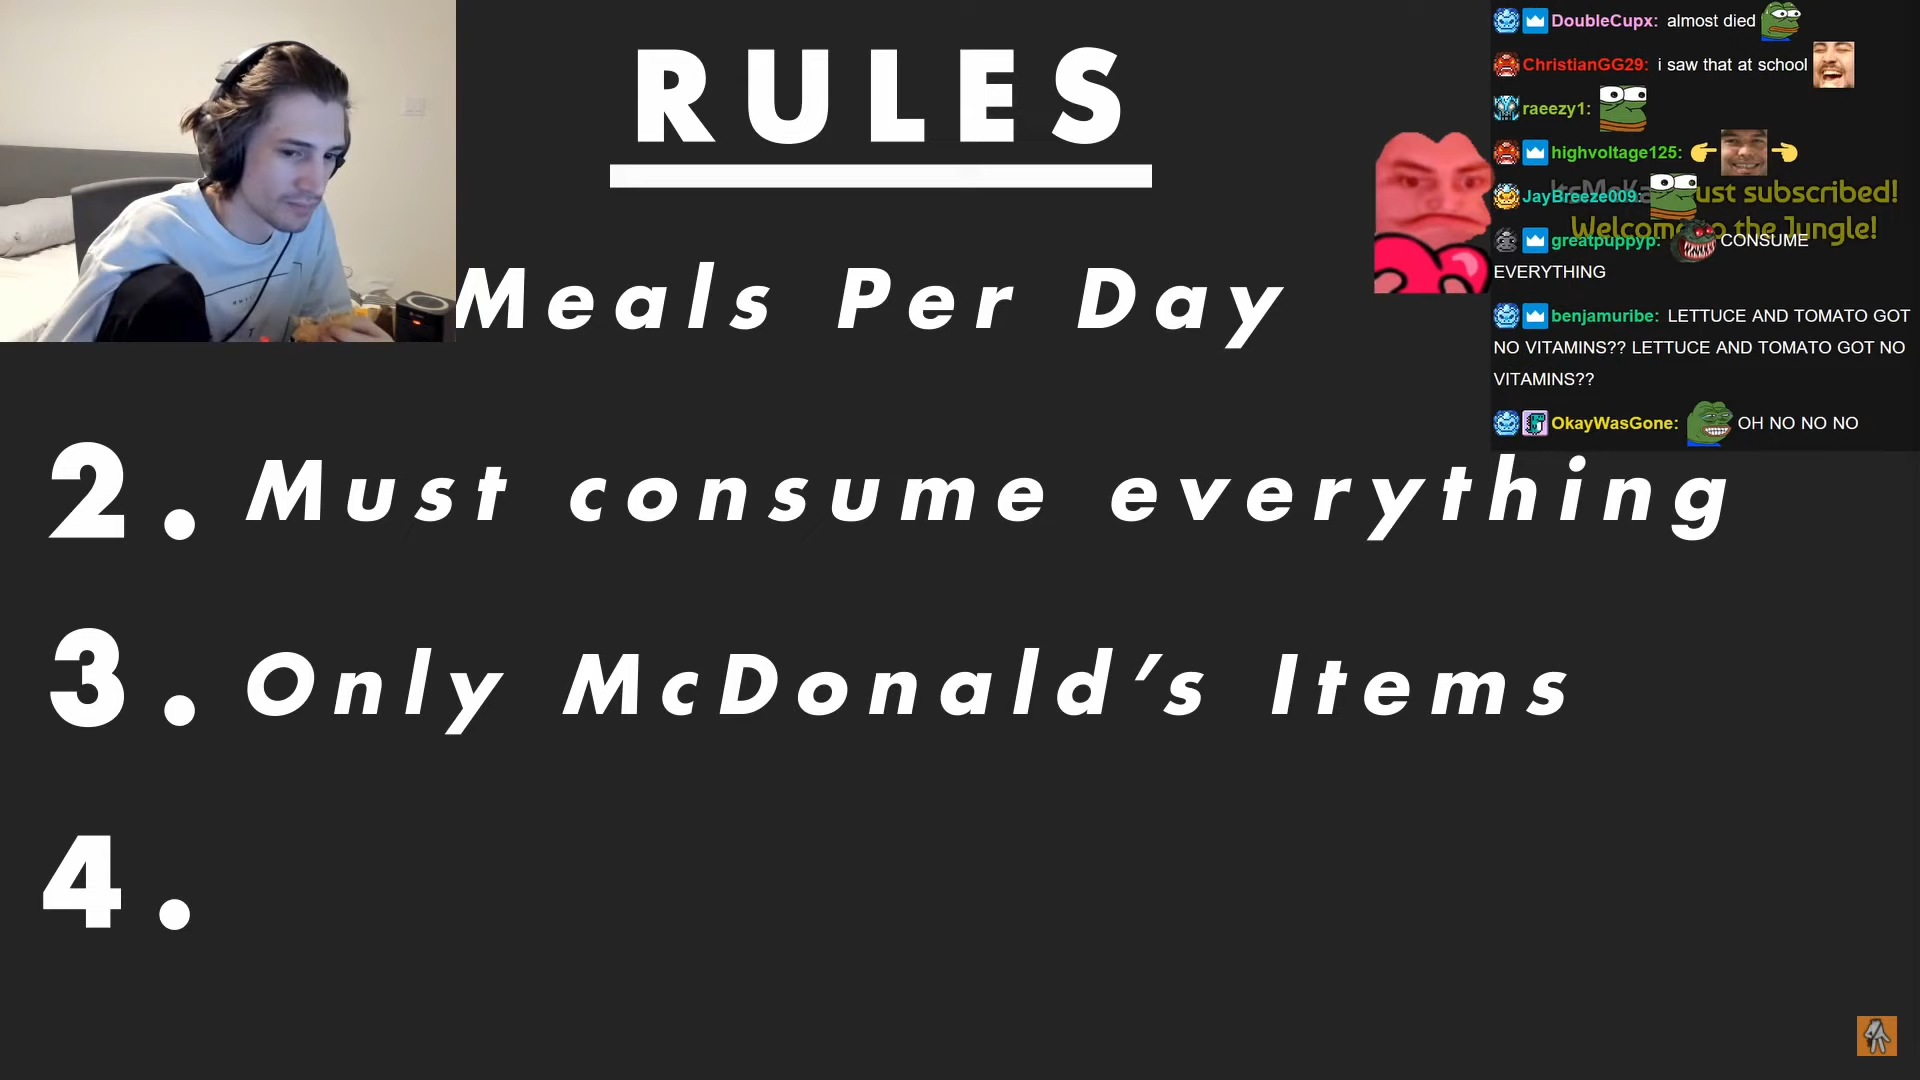 RULES
Meals Per Day
2. Must consume everything
3. Only McDonald’s Items
4.
DoubleCupx: almost died
ChristianGG29: i saw that at school
raeezy1:
highvoltage125:
JayBreeze009:
just subscribed!
Welcome to the Jungle!
greatpuppyp: CONSUME
EVERYTHING
benjamuribe: LETTUCE AND TOMATO GOT
NO VITAMINS?? LETTUCE AND TOMATO GOT NO
VITAMINS??
OkayWasGone: OH NO NO NO